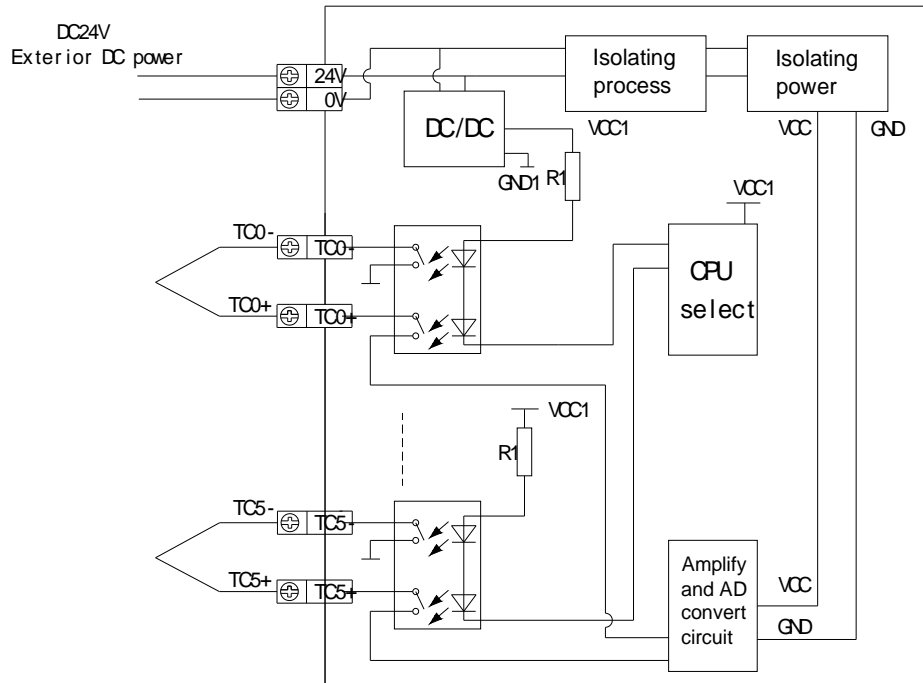 DC24V
Exterior DC power
24V
0V
Isolating
process
Isolating
power
DC/DC
VCC1
VCC
GND
GND1
R1
VCC1
TC0-
TC0-
CPU
select
TC0+
TC0+
VCC1
R1
TC5-
TC5-
Amplify
and AD
convert
circuit
VCC
TC5+
TC5+
GND